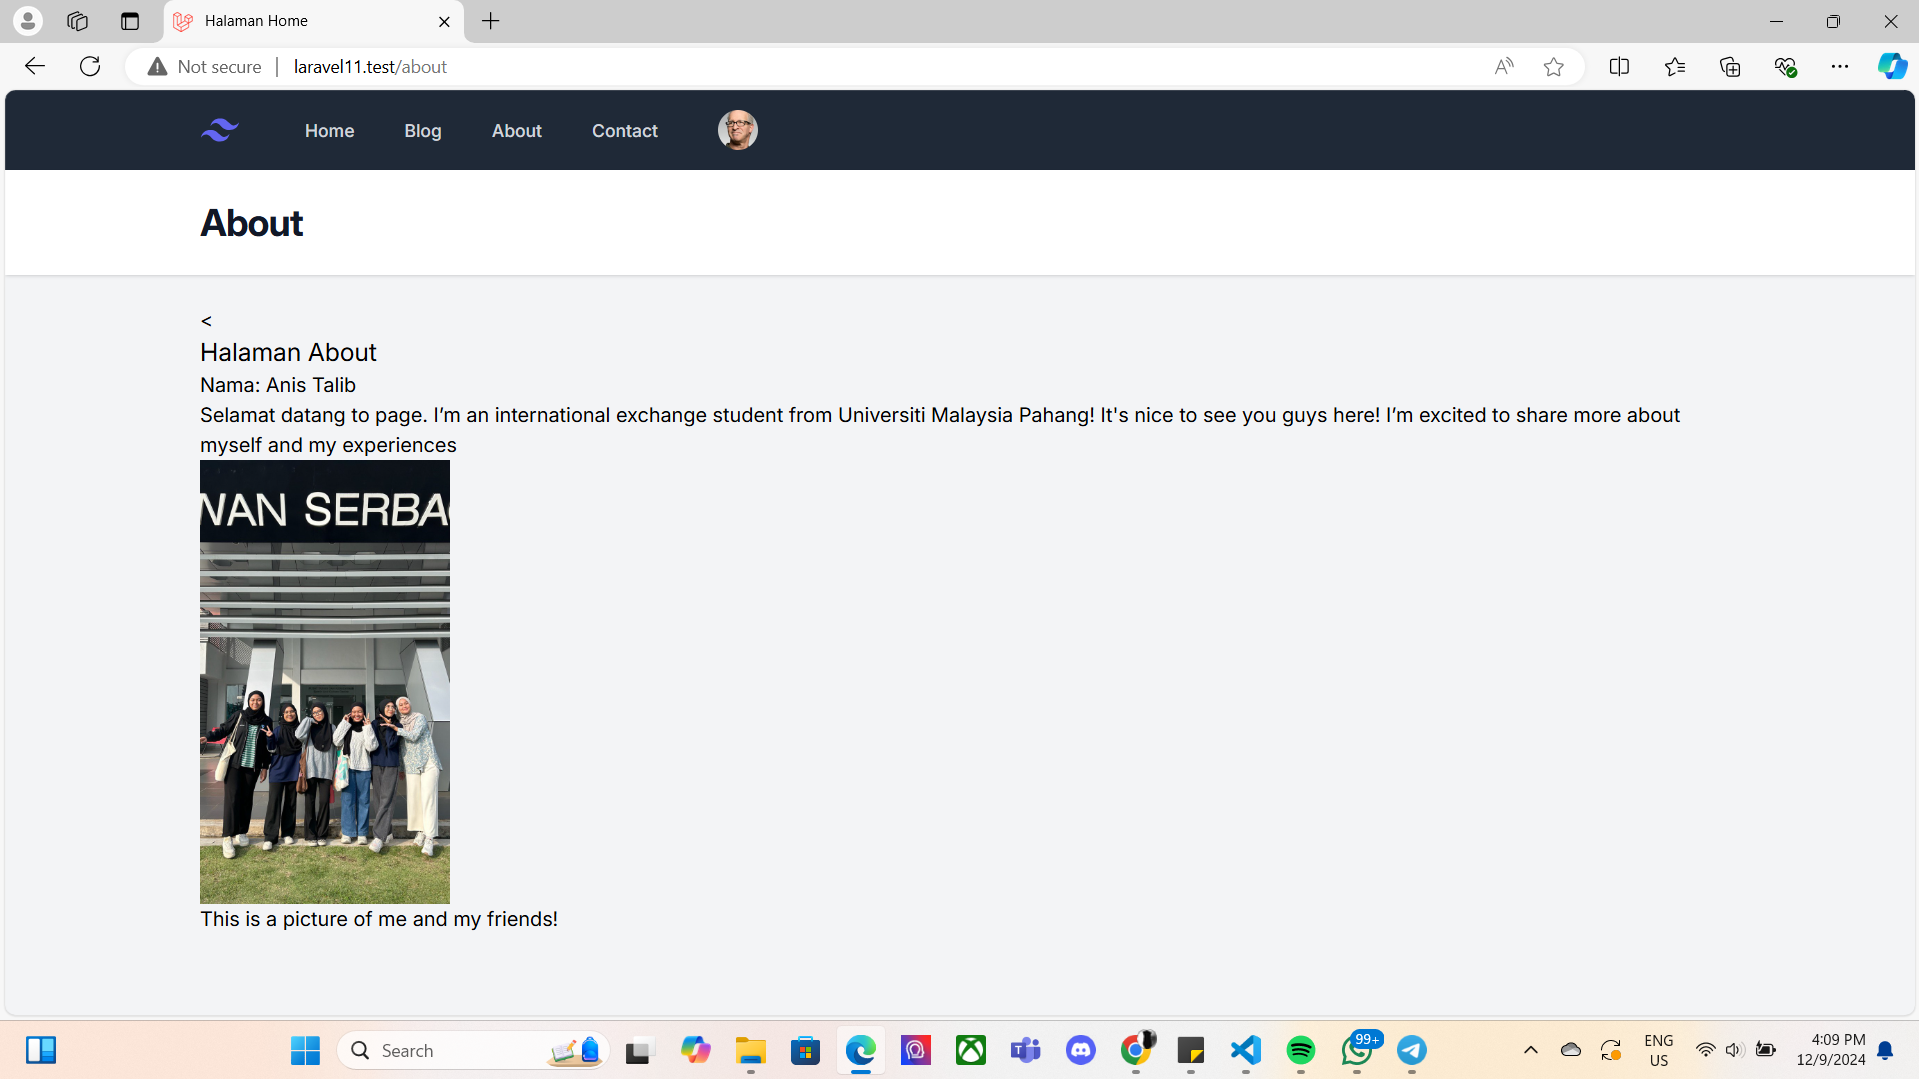 Halaman Home
Not secure
laravel11.test/about
Home Blog About Contact
About
<
Halaman About
Nama: Anis Talib
Selamat datang to page. I’m an international exchange student from Universiti Malaysia Pahang! It's nice to see you guys here! I’m excited to share more about
myself and my experiences
WAN SERBAG
This is a picture of me and my friends!
Search
99+
ENG
US
4:09 PM
12/9/2024